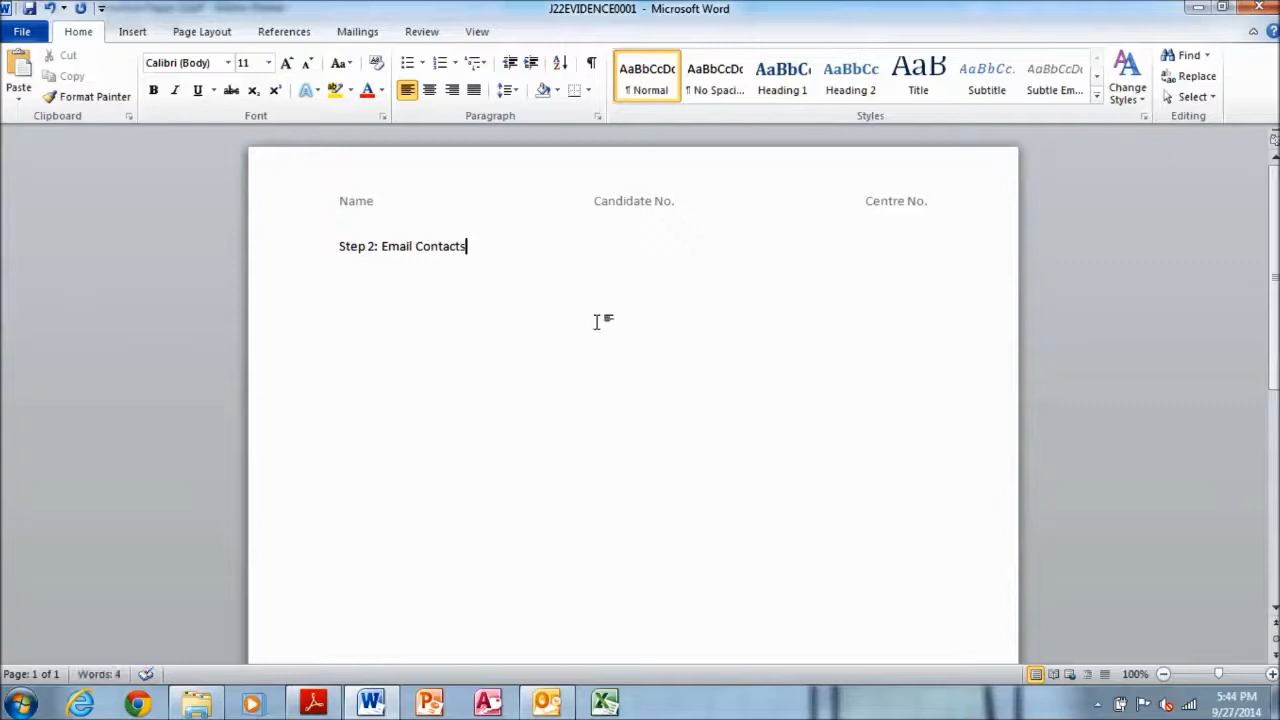 J22EVIDENCE0001 - Microsoft Word
File Home Insert Page Layout References Mailings Review View
Paste
Cut
Copy
Format Painter
Clipboard
Calibri (Body) 11
Font
Paragraph
AaBbCcDc AaBbCcDc AaBbC AaBbCc AaB AaBbCc. AaBbCcDc
¶ Normal ¶ No Spaci... Heading 1 Heading 2 Title Subtitle Subtle Em...
Change
Styles
Styles
Find
Replace
Select
Editing
Name Candidate No. Centre No.
Step 2: Email Contacts
Page: 1 of 1 Words: 4 100%
5:44 PM
9/27/2014